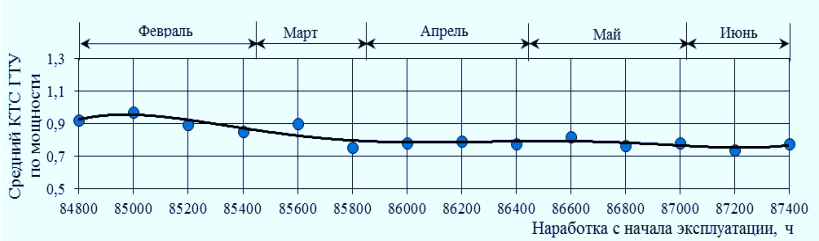 Февраль Март Апрель Май Июнь
Средний КТС ГТУ
по мощности
1,3
1,1
0,9
0,7
0,5
84800 85000 85200 85400 85600 85800 86000 86200 86400 86600 86800 87000 87200 87400
Наработка с начала эксплуатации, ч